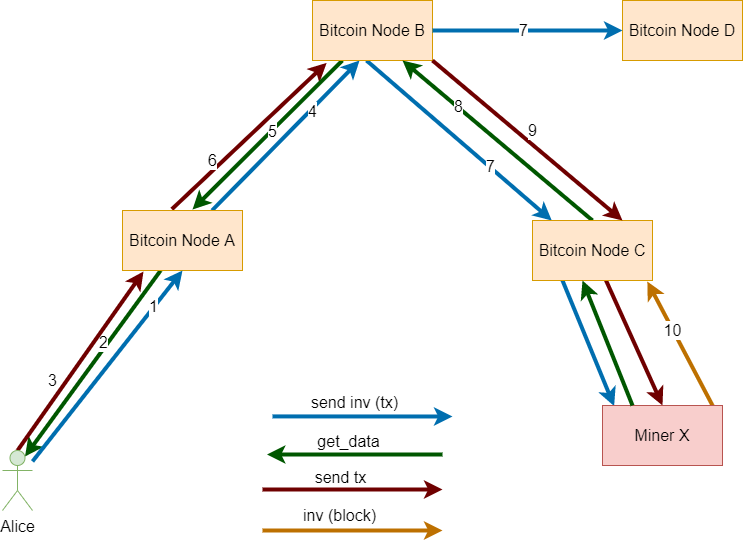 Bitcoin Node B
7
Bitcoin Node D
8
9
4
5
6
7
Bitcoin Node A
Bitcoin Node C
1
2
3
10
send inv (tx)
get_data
send tx
inv (block)
Miner X
Alice